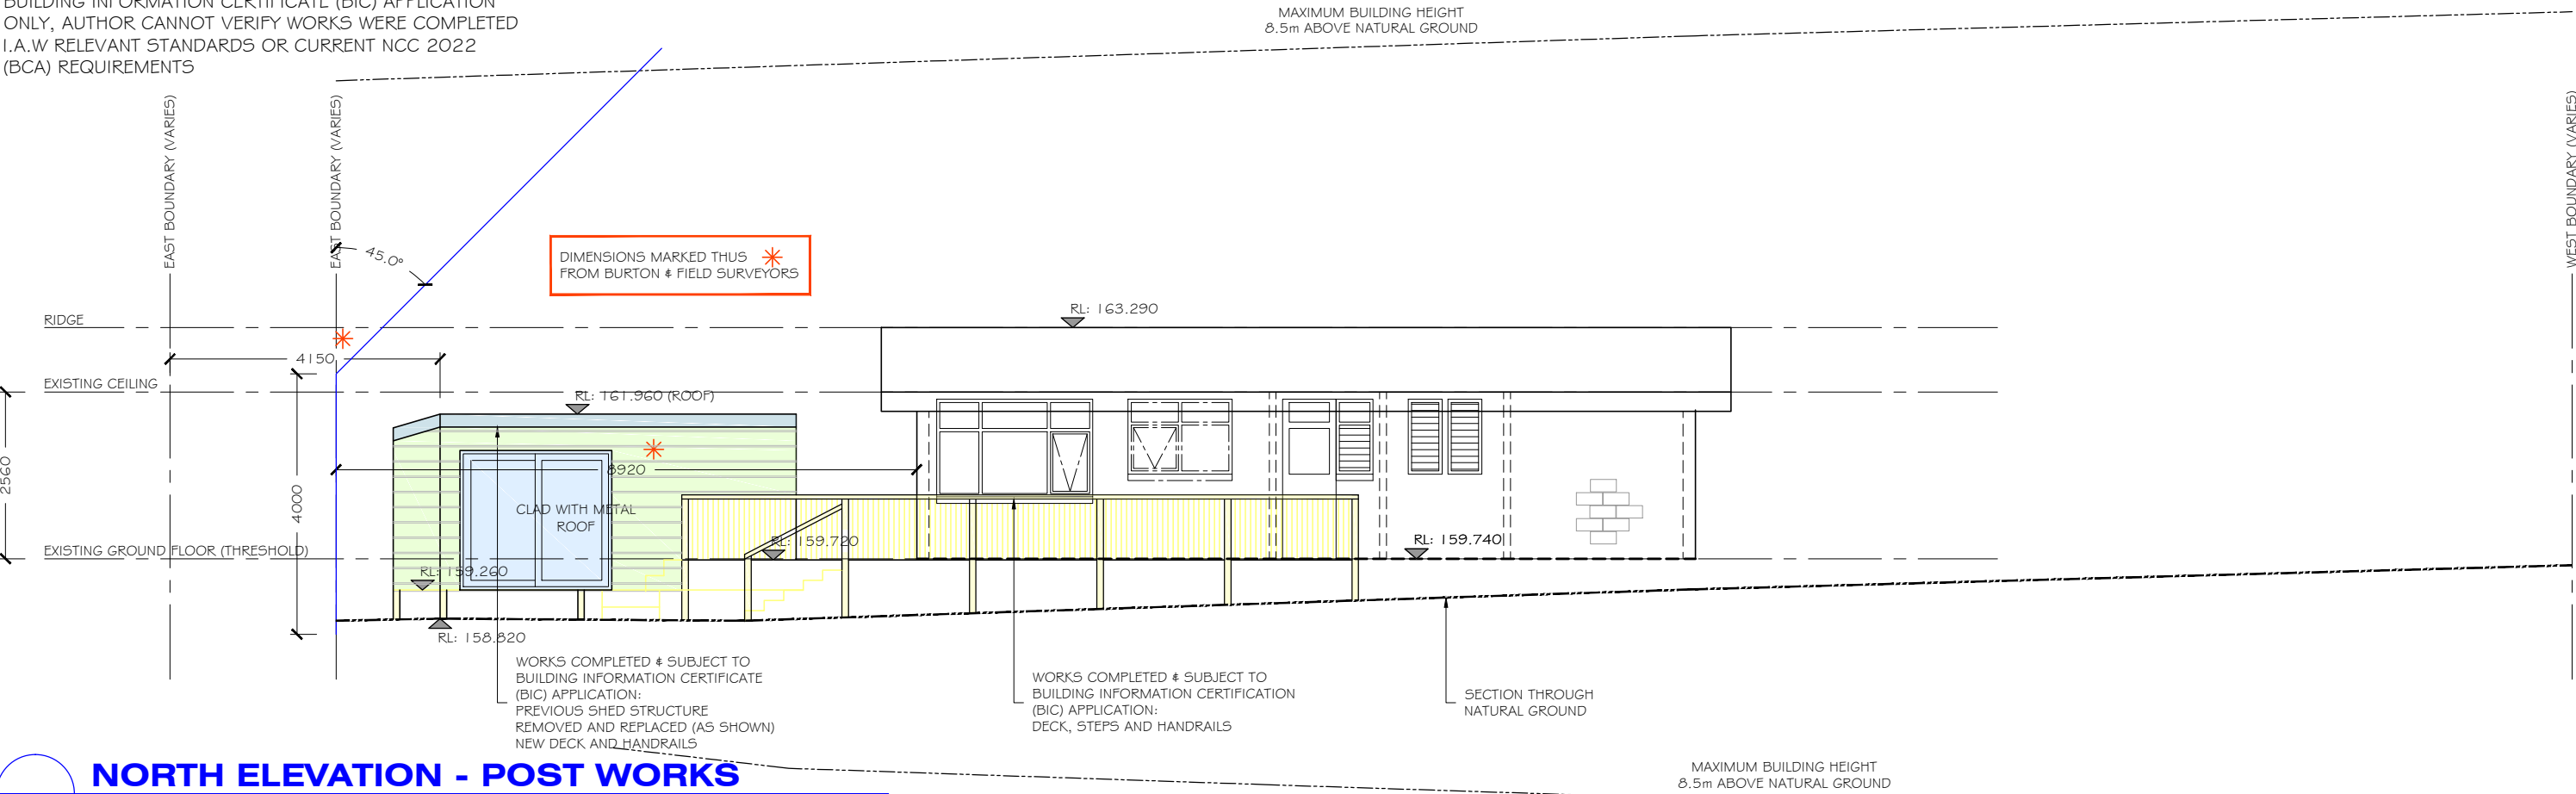 BUILDING INFORMATION CERTIFICATE (BIC) APPLICATION
ONLY, AUTHOR CANNOT VERIFY WORKS WERE COMPLETED
I.A.W RELEVANT STANDARDS OR CURRENT NCC 2022
(BCA) REQUIREMENTS
MAXIMUM BUILDING HEIGHT
8.5m ABOVE NATURAL GROUND
EAST BOUNDARY (VARIES)
EAST BOUNDARY (VARIES)
WEST BOUNDARY (VARIES)
45.0°
DIMENSIONS MARKED THUS
FROM BURTON & FIELD SURVEYORS
RIDGE
RL: 163.290
4150
EXISTING CEILING
RL: 161.960 (ROOF)
2560
4000
8920
CLAD WITH METAL
ROOF
EXISTING GROUND FLOOR (THRESHOLD)
RL: 159.720
RL: 159.740
RL: 159.260
RL: 158.820
WORKS COMPLETED & SUBJECT TO
BUILDING INFORMATION CERTIFICATE
(BIC) APPLICATION:
PREVIOUS SHED STRUCTURE
REMOVED AND REPLACED (AS SHOWN)
NEW DECK AND HANDRAILS
WORKS COMPLETED & SUBJECT TO
BUILDING INFORMATION CERTIFICATION
(BIC) APPLICATION:
DECK, STEPS AND HANDRAILS
SECTION THROUGH
NATURAL GROUND
NORTH ELEVATION - POST WORKS
MAXIMUM BUILDING HEIGHT
8.5m ABOVE NATURAL GROUND